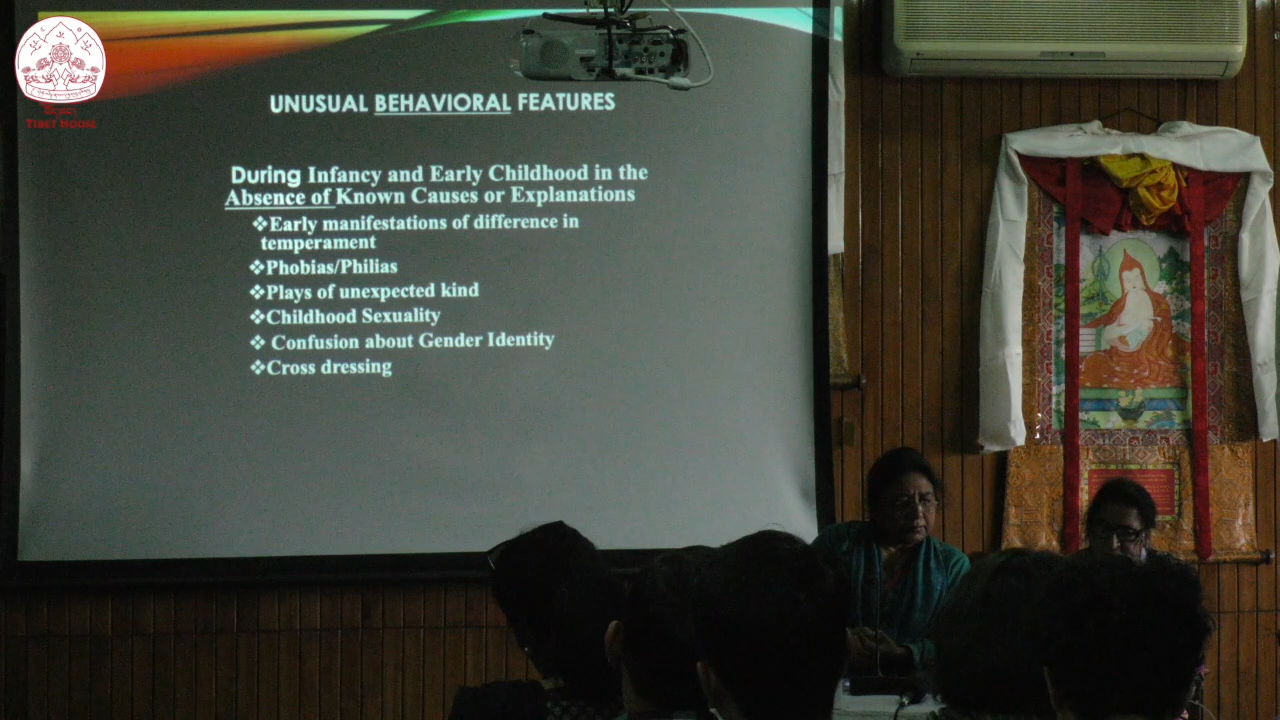 TIBET HOUSE
UNUSUAL BEHAVIORAL FEATURES
During Infancy and Early Childhood in the
Absence of Known Causes or Explanations
❖Early manifestations of difference in
temperament
❖Phobias/Philias
❖Plays of unexpected kind
❖Childhood Sexuality
❖ Confusion about Gender Identity
❖Cross dressing